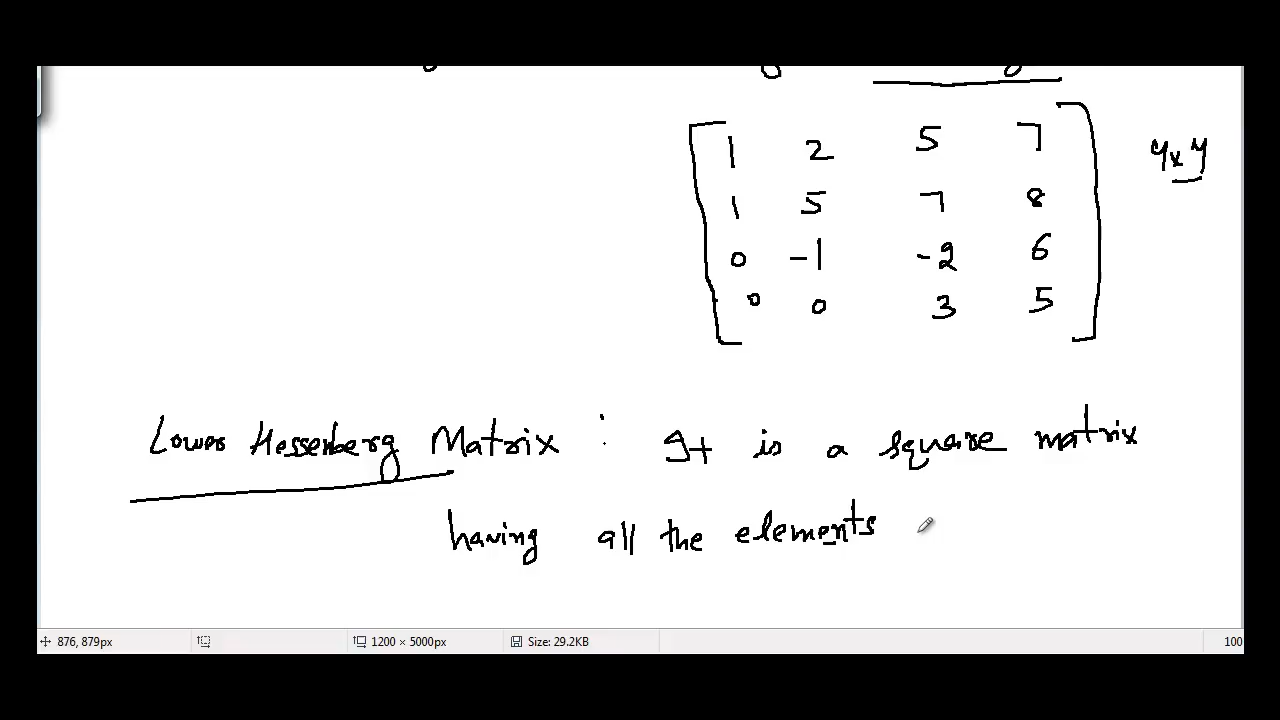 1 2 5 7 4x4
1 5 7 8
0 -1 -2 6
0 0 3 5
Lower Hessenberg Matrix : It is a square matrix
having all the elements
876, 879px 1200 × 5000px Size: 29.2KB 100